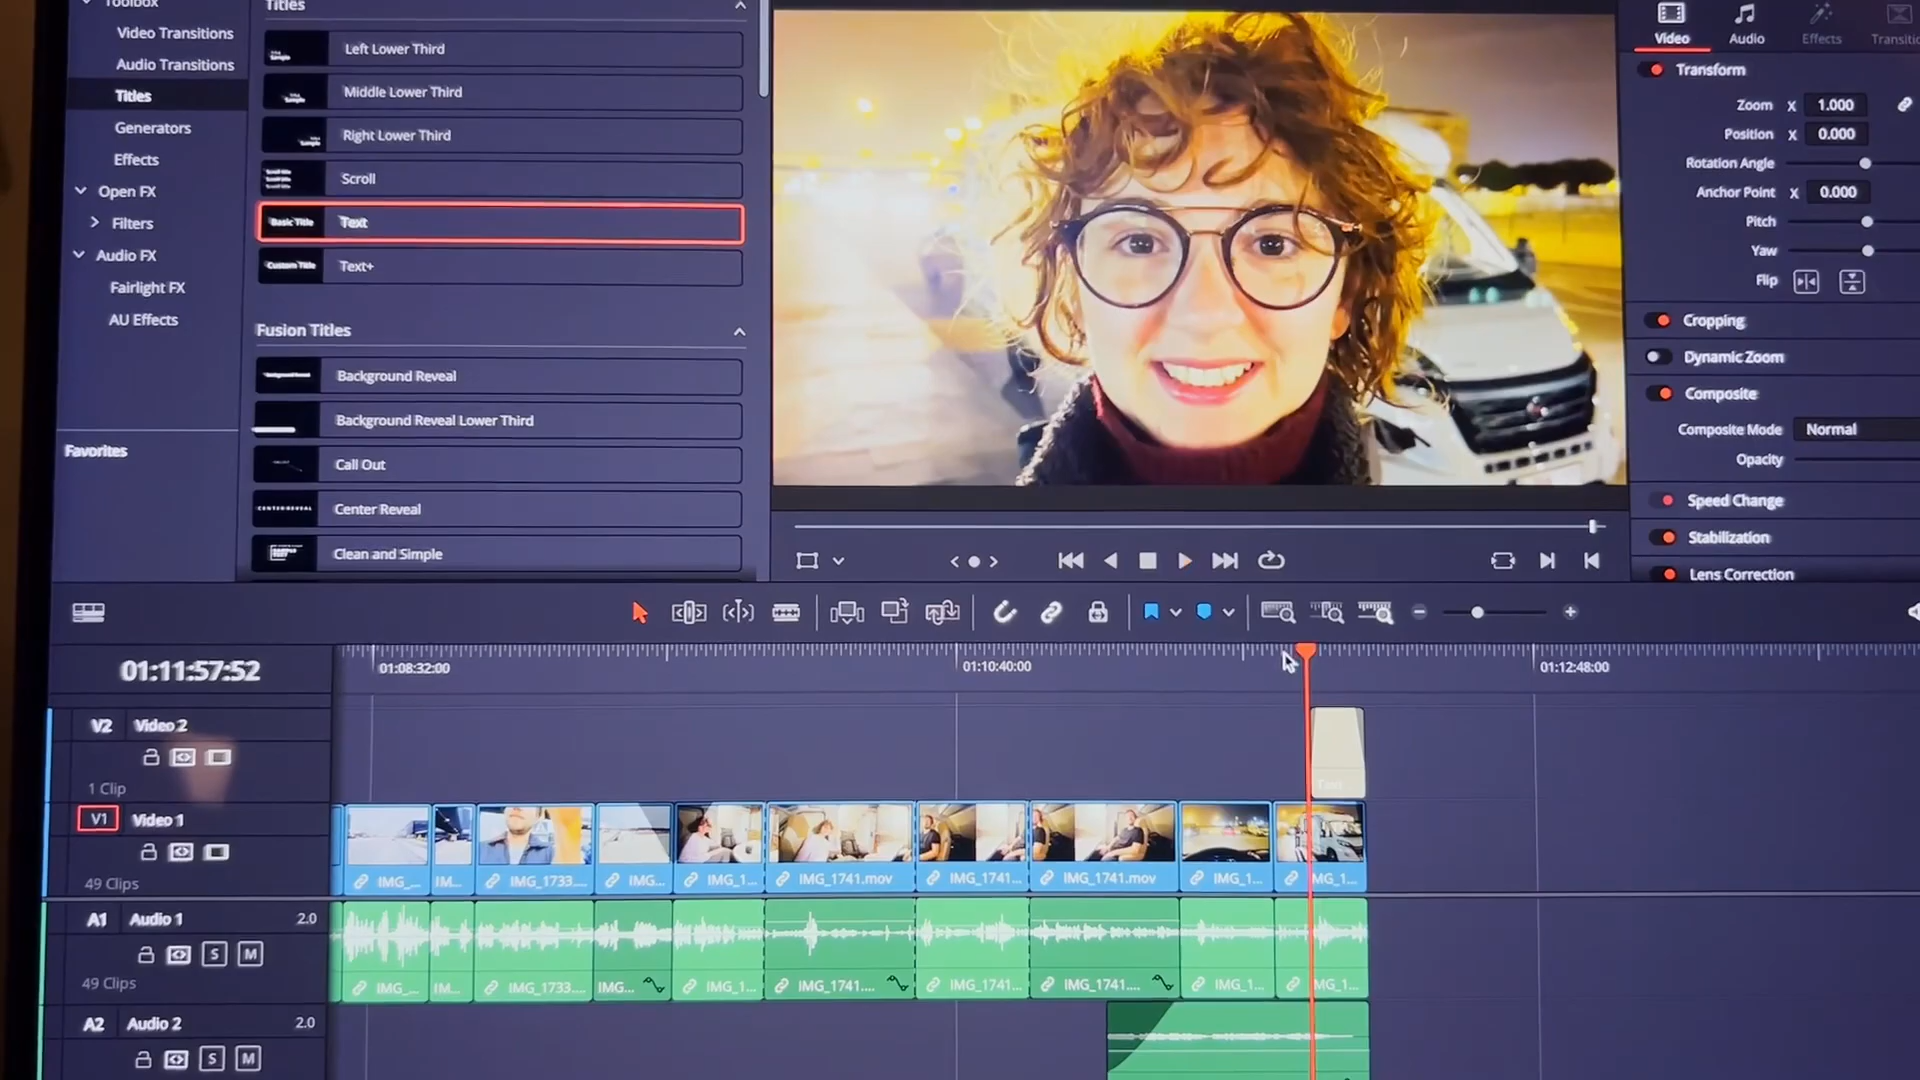 Toolbox
Video Transitions
Audio Transitions
Titles
Generators
Effects
Open FX
Filters
Audio FX
Fairlight FX
AU Effects
Favorites
Titles
Left Lower Third
Middle Lower Third
Right Lower Third
Scroll
Basic Title
Text
Custom Title
Text+
Fusion Titles
Background Reveal
Background Reveal Lower Third
Call Out
CENTER REVEAL
Center Reveal
Clean and Simple
Video
Audio
Effects
Transitic
Transform
Zoom X 1.000
Position X 0.000
Rotation Angle
Anchor Point X 0.000
Pitch
Yaw
Flip
Cropping
Dynamic Zoom
Composite
Composite Mode Normal
Opacity
Speed Change
Stabilization
Lens Correction
01:11:57:52
01:08:32:00
01:10:40:00
01:12:48:00
V2 Video 2
1 Clip
Text
V1 Video 1
49 Clips
IMG_...
IM...
IMG_1733....
IMG...
IMG_1...
IMG_1741.mov
IMG_1741...
IMG_1741.mov
IMG_1...
MG_1...
A1 Audio 1 2.0
S M
49 Clips
IMG_...
IM...
IMG_1733....
IMG...
IMG_1...
IMG_1741....
IMG_1741...
IMG_1741....
IMG_1...
MG_1...
A2 Audio 2 2.0
S M